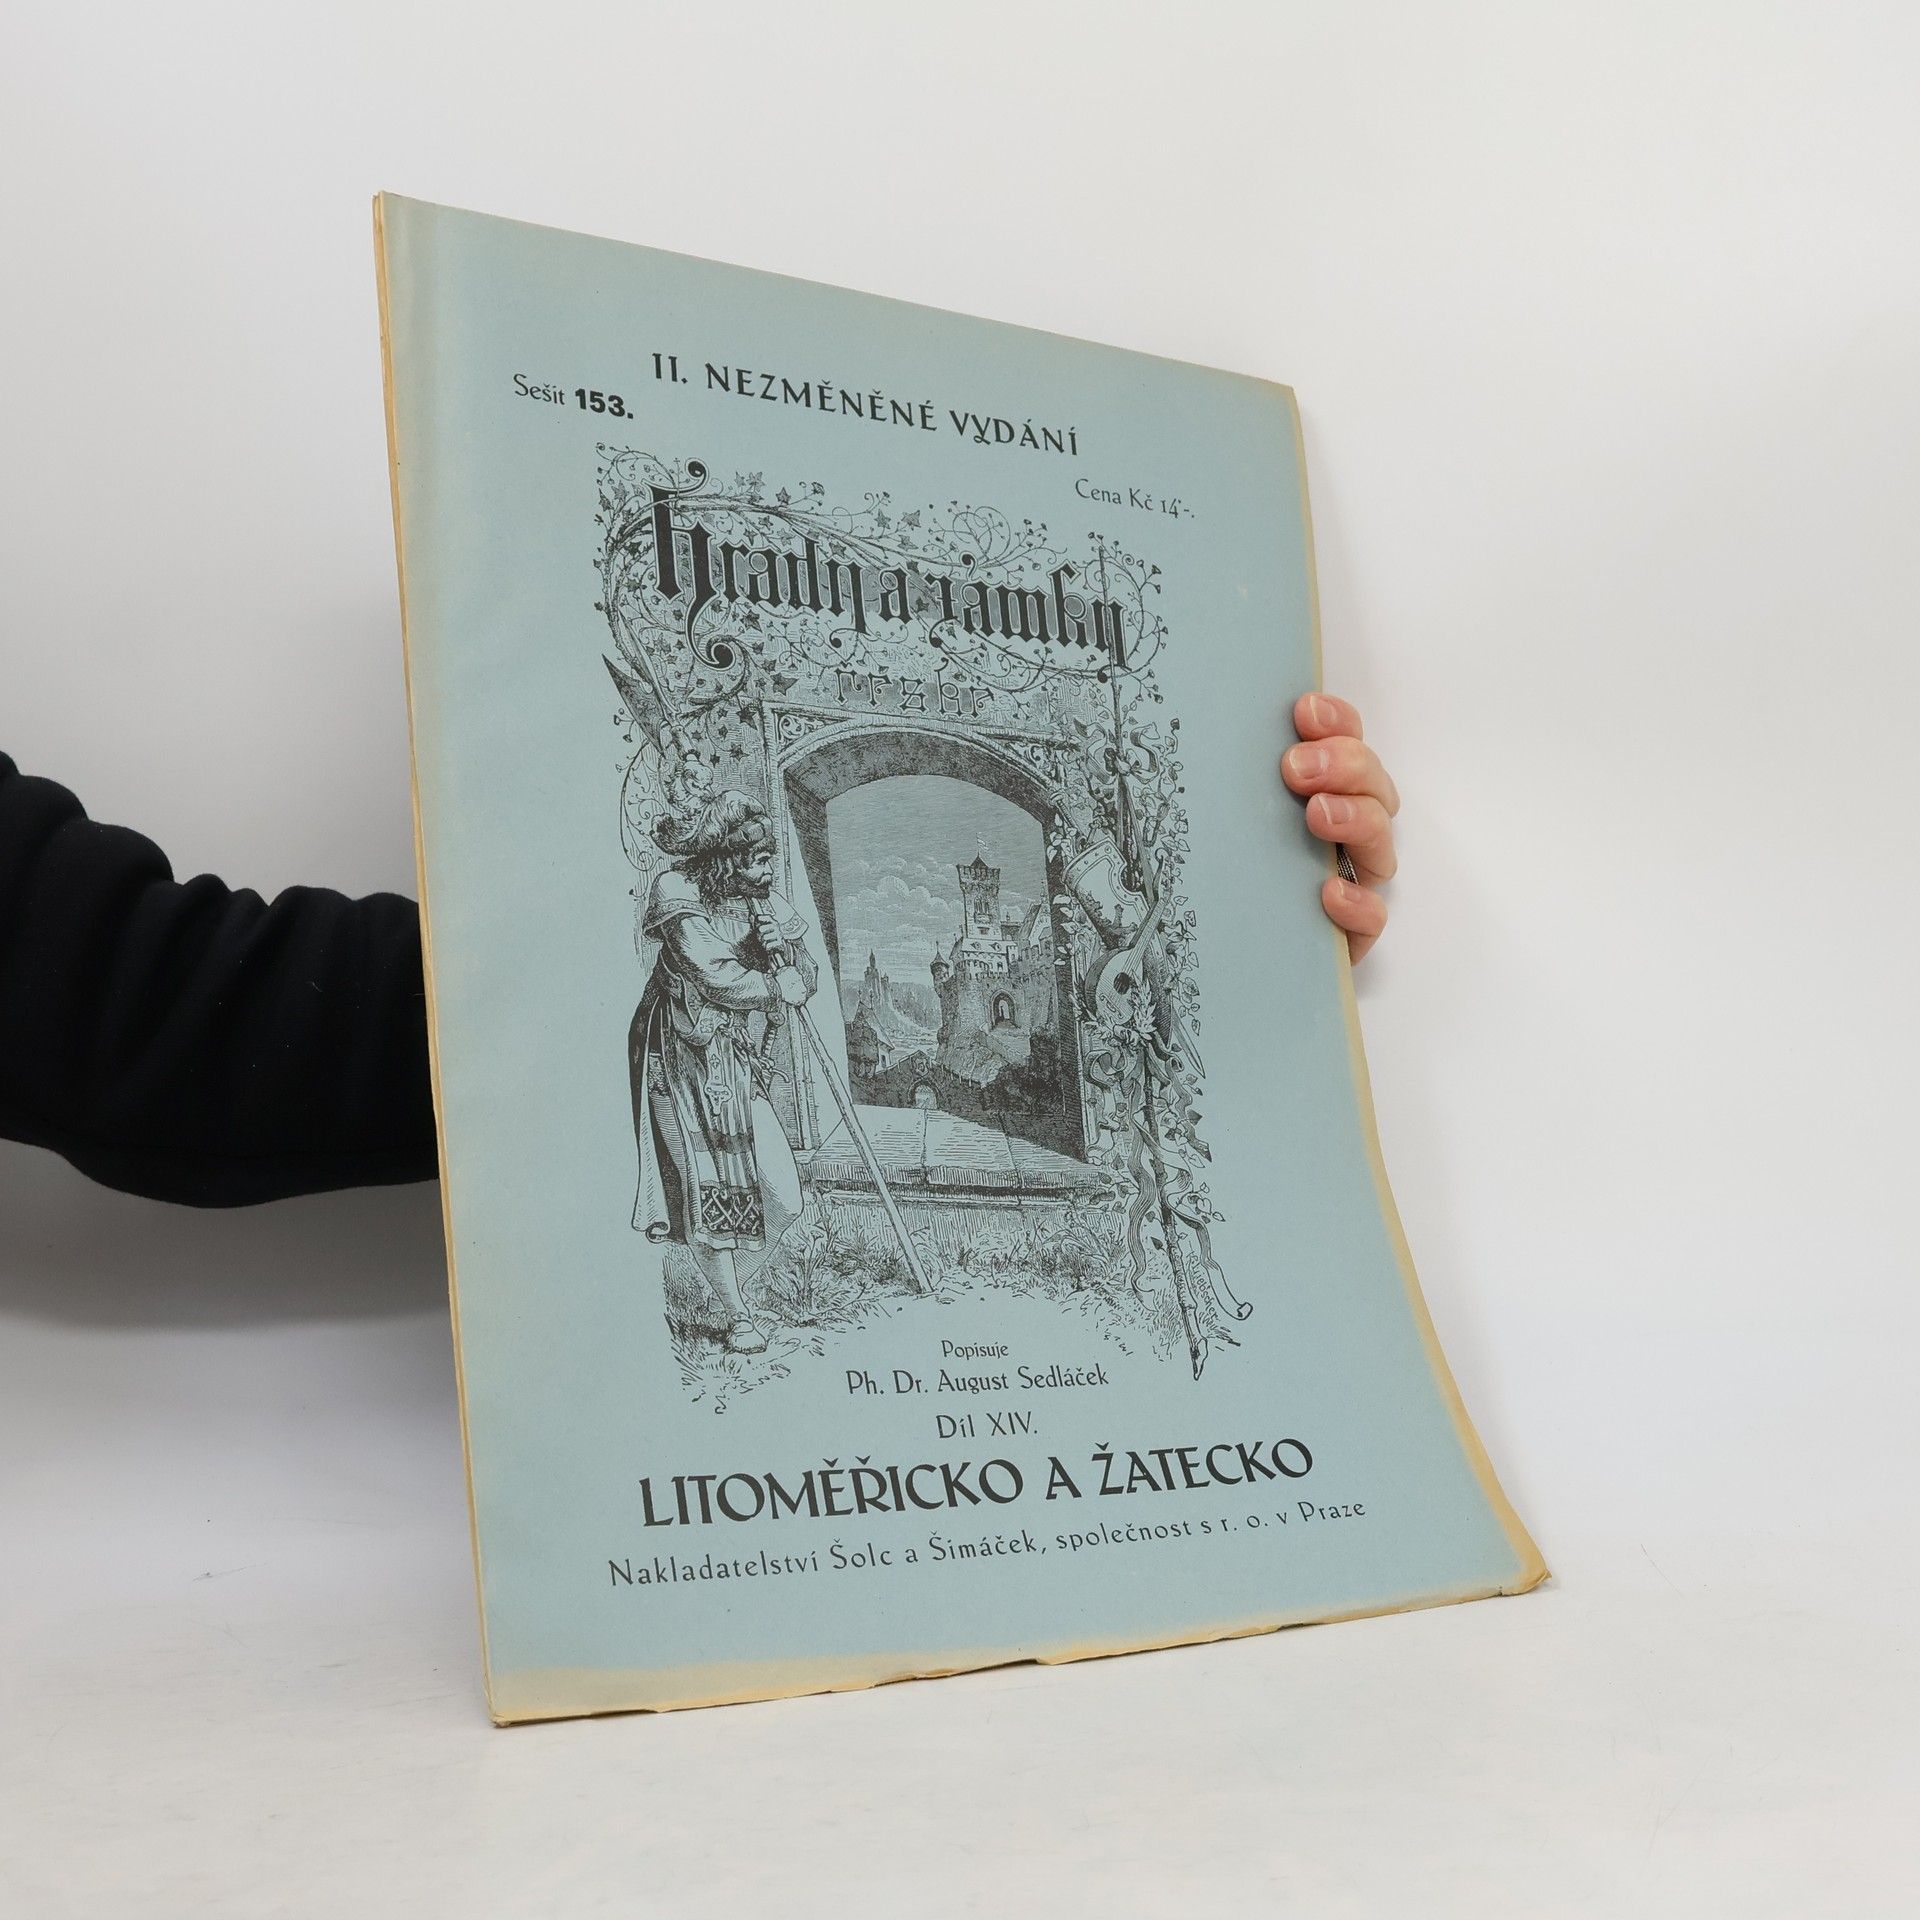 II. NEZMĚNĚNÉ VYDÁNÍ
Sešit 153.
Cena Kč 14·-.
Hrady a zámky
české
Popisuje
Ph. Dr. August Sedláček
Díl XIV.
LITOMĚŘICKO A ŽATECKO
Nakladatelství Šolc a Šimáček, společnost s r. o. v Praze